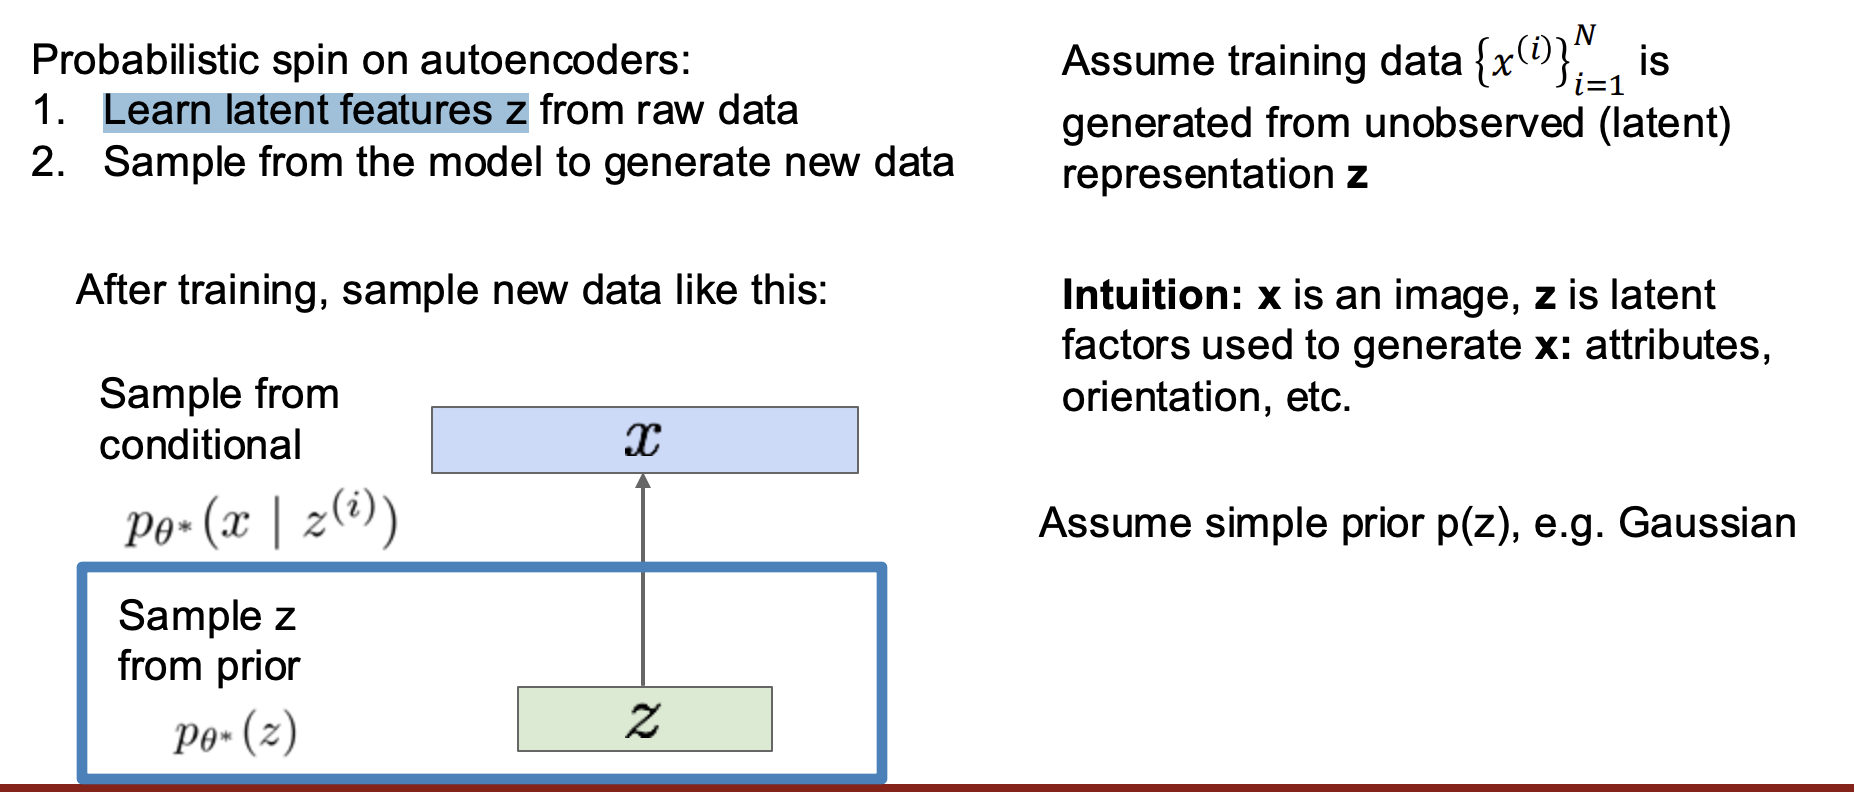 Probabilistic spin on autoencoders:
1. Learn latent features z from raw data
2. Sample from the model to generate new data
After training, sample new data like this:
Sample from
conditional
p_{θ*}(x | z^{(i)})
x
Sample z
from prior
p_{θ*}(z)
z
Assume training data {x^{(i)}}_{i=1}^{N} is
generated from unobserved (latent)
representation z
Intuition: x is an image, z is latent
factors used to generate x: attributes,
orientation, etc.
Assume simple prior p(z), e.g. Gaussian